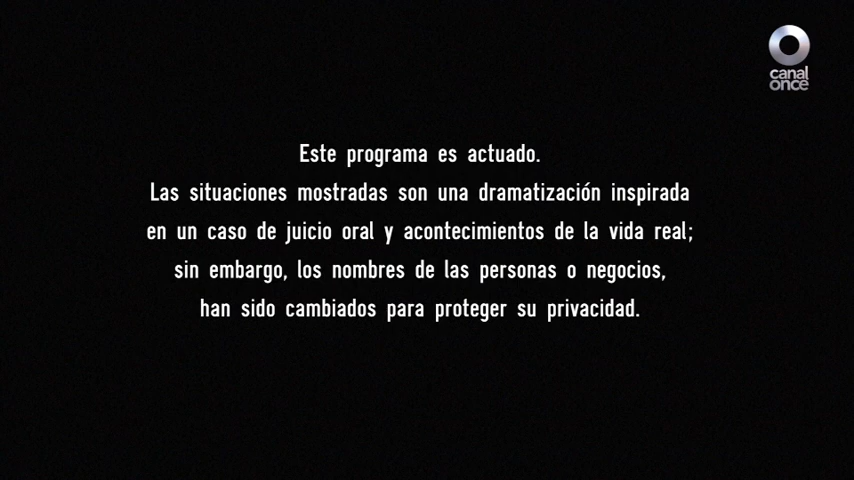 canal
once
Este programa es actuado.
Las situaciones mostradas son una dramatización inspirada
en un caso de juicio oral y acontecimientos de la vida real;
sin embargo, los nombres de las personas o negocios,
han sido cambiados para proteger su privacidad.